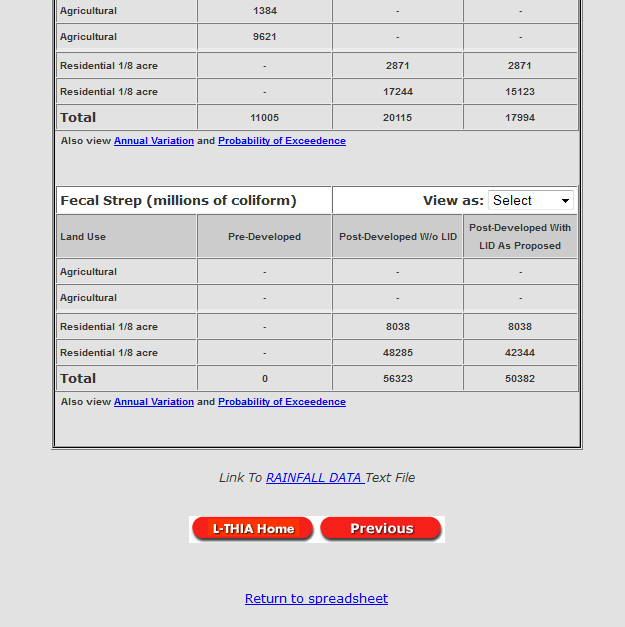 Agricultural 1384 - -
Agricultural 9621 - -
Residential 1/8 acre - 2871 2871
Residential 1/8 acre - 17244 15123
Total 11005 20115 17994
Also view Annual Variation and Probability of Exceedence
Fecal Strep (millions of coliform) View as: Select
Land Use Pre-Developed Post-Developed W/o LID Post-Developed With
LID As Proposed
Agricultural - - -
Agricultural - - -
Residential 1/8 acre - 8038 8038
Residential 1/8 acre - 48285 42344
Total 0 56323 50382
Also view Annual Variation and Probability of Exceedence
Link To RAINFALL DATA Text File
L-THIA Home Previous
Return to spreadsheet